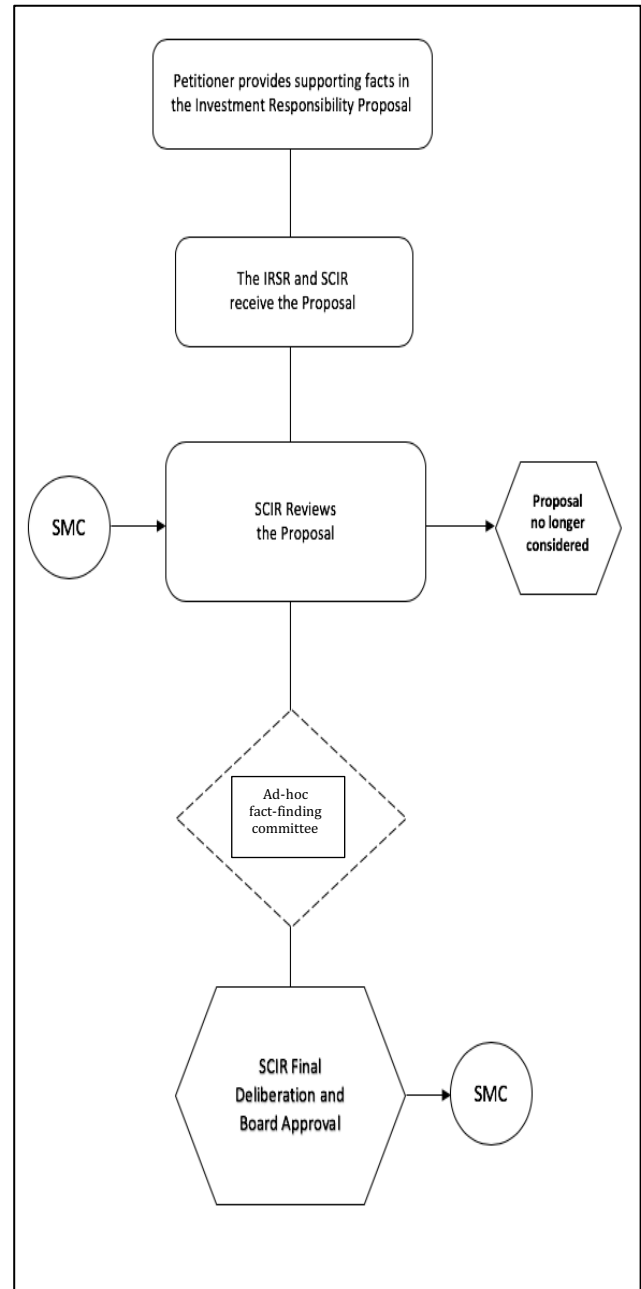 Petitioner provides supporting facts in
the Investment Responsibility Proposal
The IRSR and SCIR
receive the Proposal
SMC
SCIR Reviews
the Proposal
Proposal
no longer
considered
Ad-hoc
fact-finding
committee
SCIR Final
Deliberation and
Board Approval
SMC